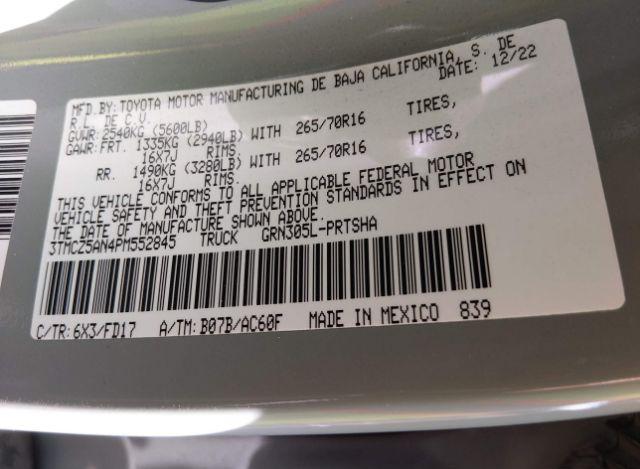 MFD BY: TOYOTA MOTOR MANUFACTURING DE BAJA CALIFORNIA, S. DE
R.L. DE C.V. DATE: 12/22
GVWR: 2540KG (5600LB)
GAWR: FRT. 1335KG (2940LB) WITH 265/70R16 TIRES,
16X7J RIMS.
RR. 1490KG (3280LB) WITH 265/70R16 TIRES,
16X7J RIMS.
THIS VEHICLE CONFORMS TO ALL APPLICABLE FEDERAL MOTOR
VEHICLE SAFETY AND THEFT PREVENTION STANDARDS IN EFFECT ON
THE DATE OF MANUFACTURE SHOWN ABOVE.
3TMCZ5AN4PM552845 TRUCK GRN305L-PRTSHA
C/TR: 6X3/FD17 A/TM: B07B/AC60F MADE IN MEXICO 839